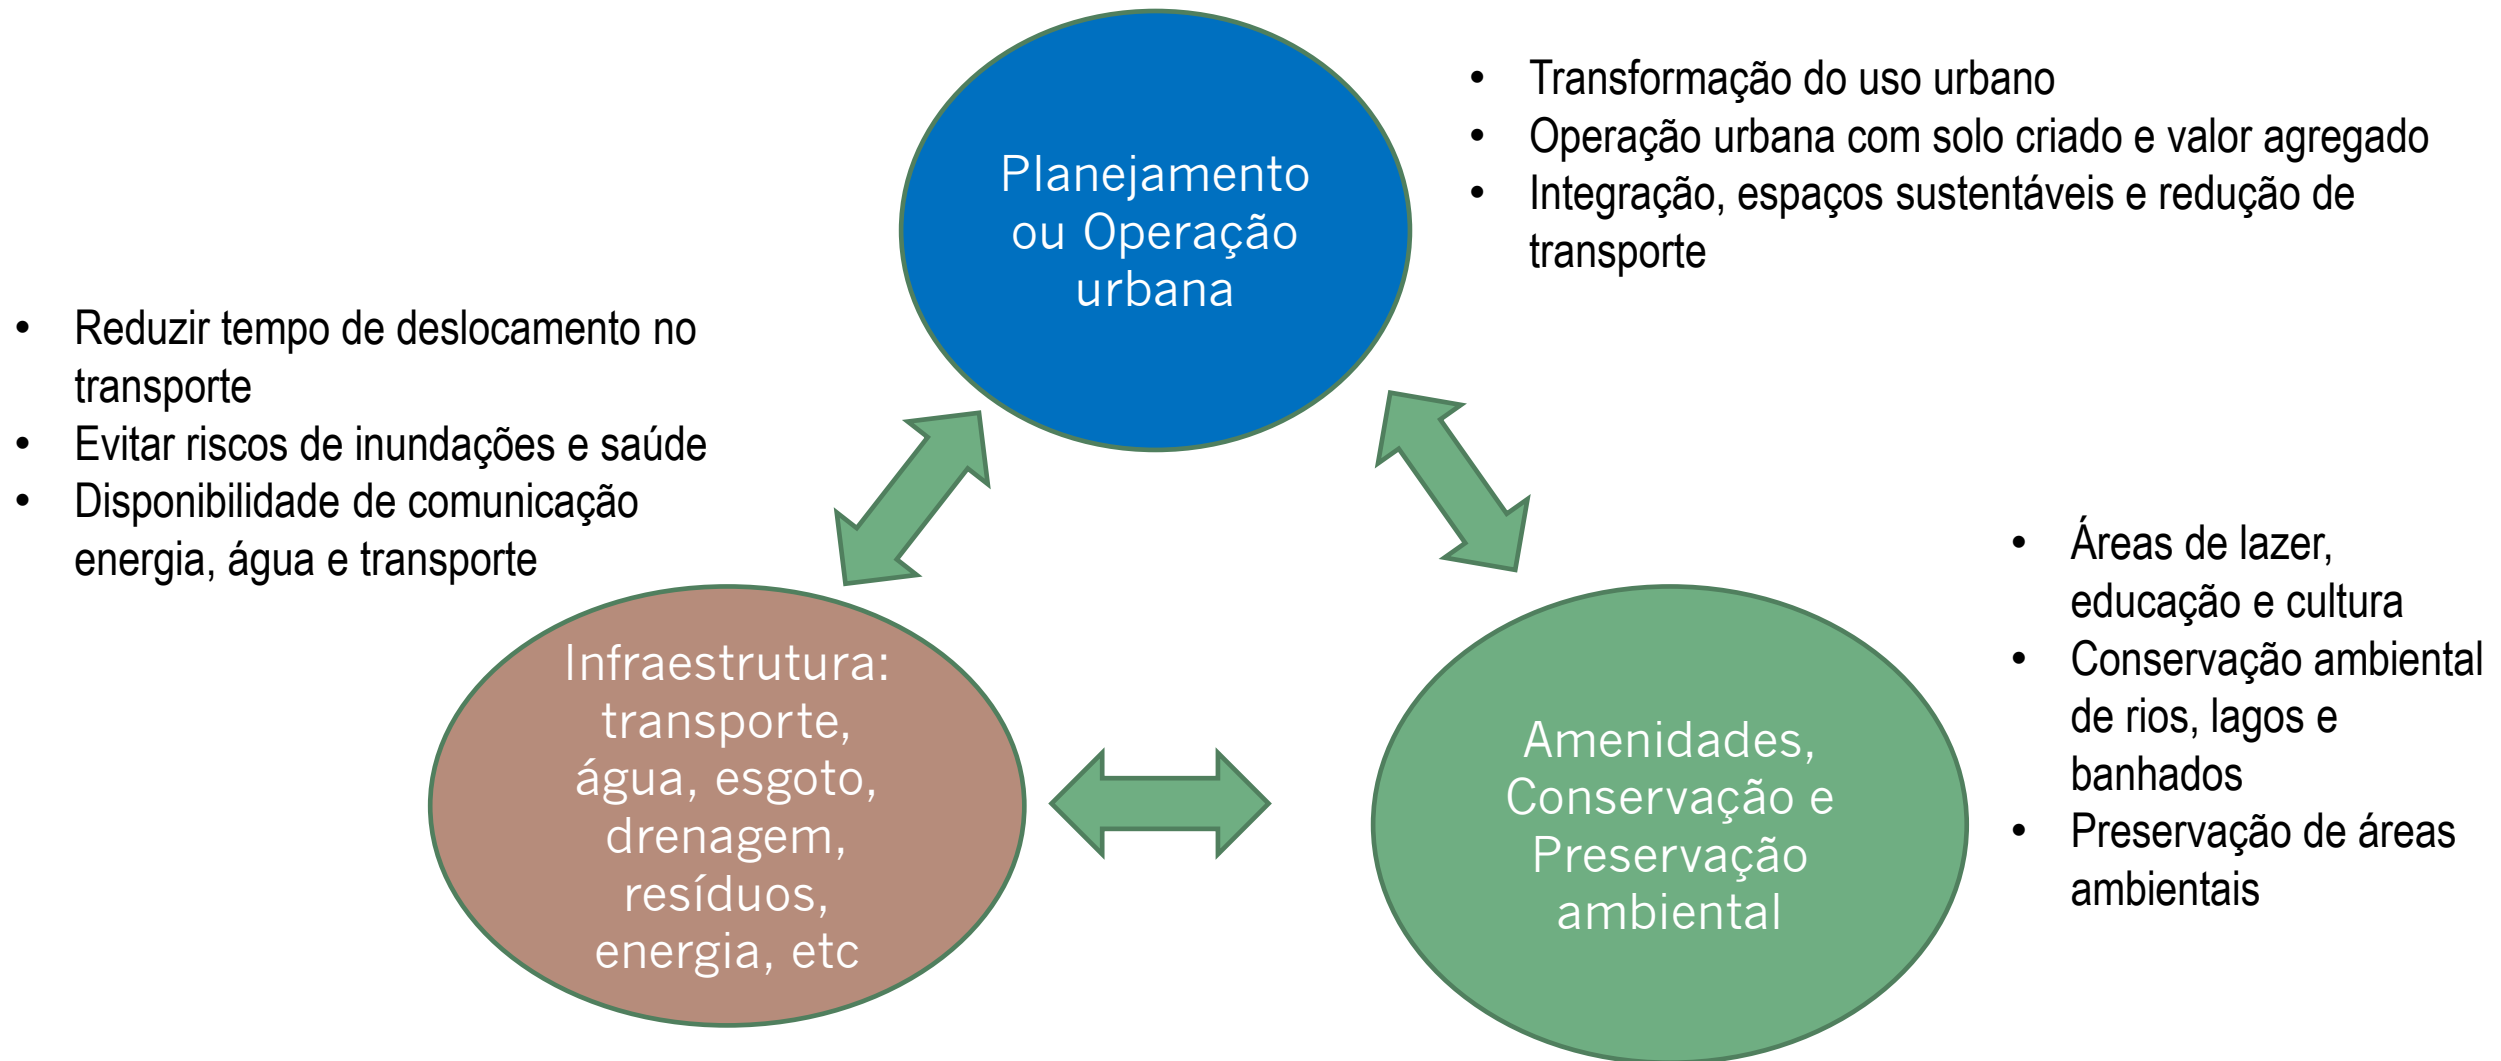 Planejamento
ou Operação
urbana
• Transformação do uso urbano
• Operação urbana com solo criado e valor agregado
• Integração, espaços sustentáveis e redução de
transporte
• Reduzir tempo de deslocamento no
transporte
• Evitar riscos de inundações e saúde
• Disponibilidade de comunicação
energia, água e transporte
Infraestrutura:
transporte,
água, esgoto,
drenagem,
resíduos,
energia, etc
Amenidades,
Conservação e
Preservação
ambiental
• Áreas de lazer,
educação e cultura
• Conservação ambiental
de rios, lagos e
banhados
• Preservação de áreas
ambientais